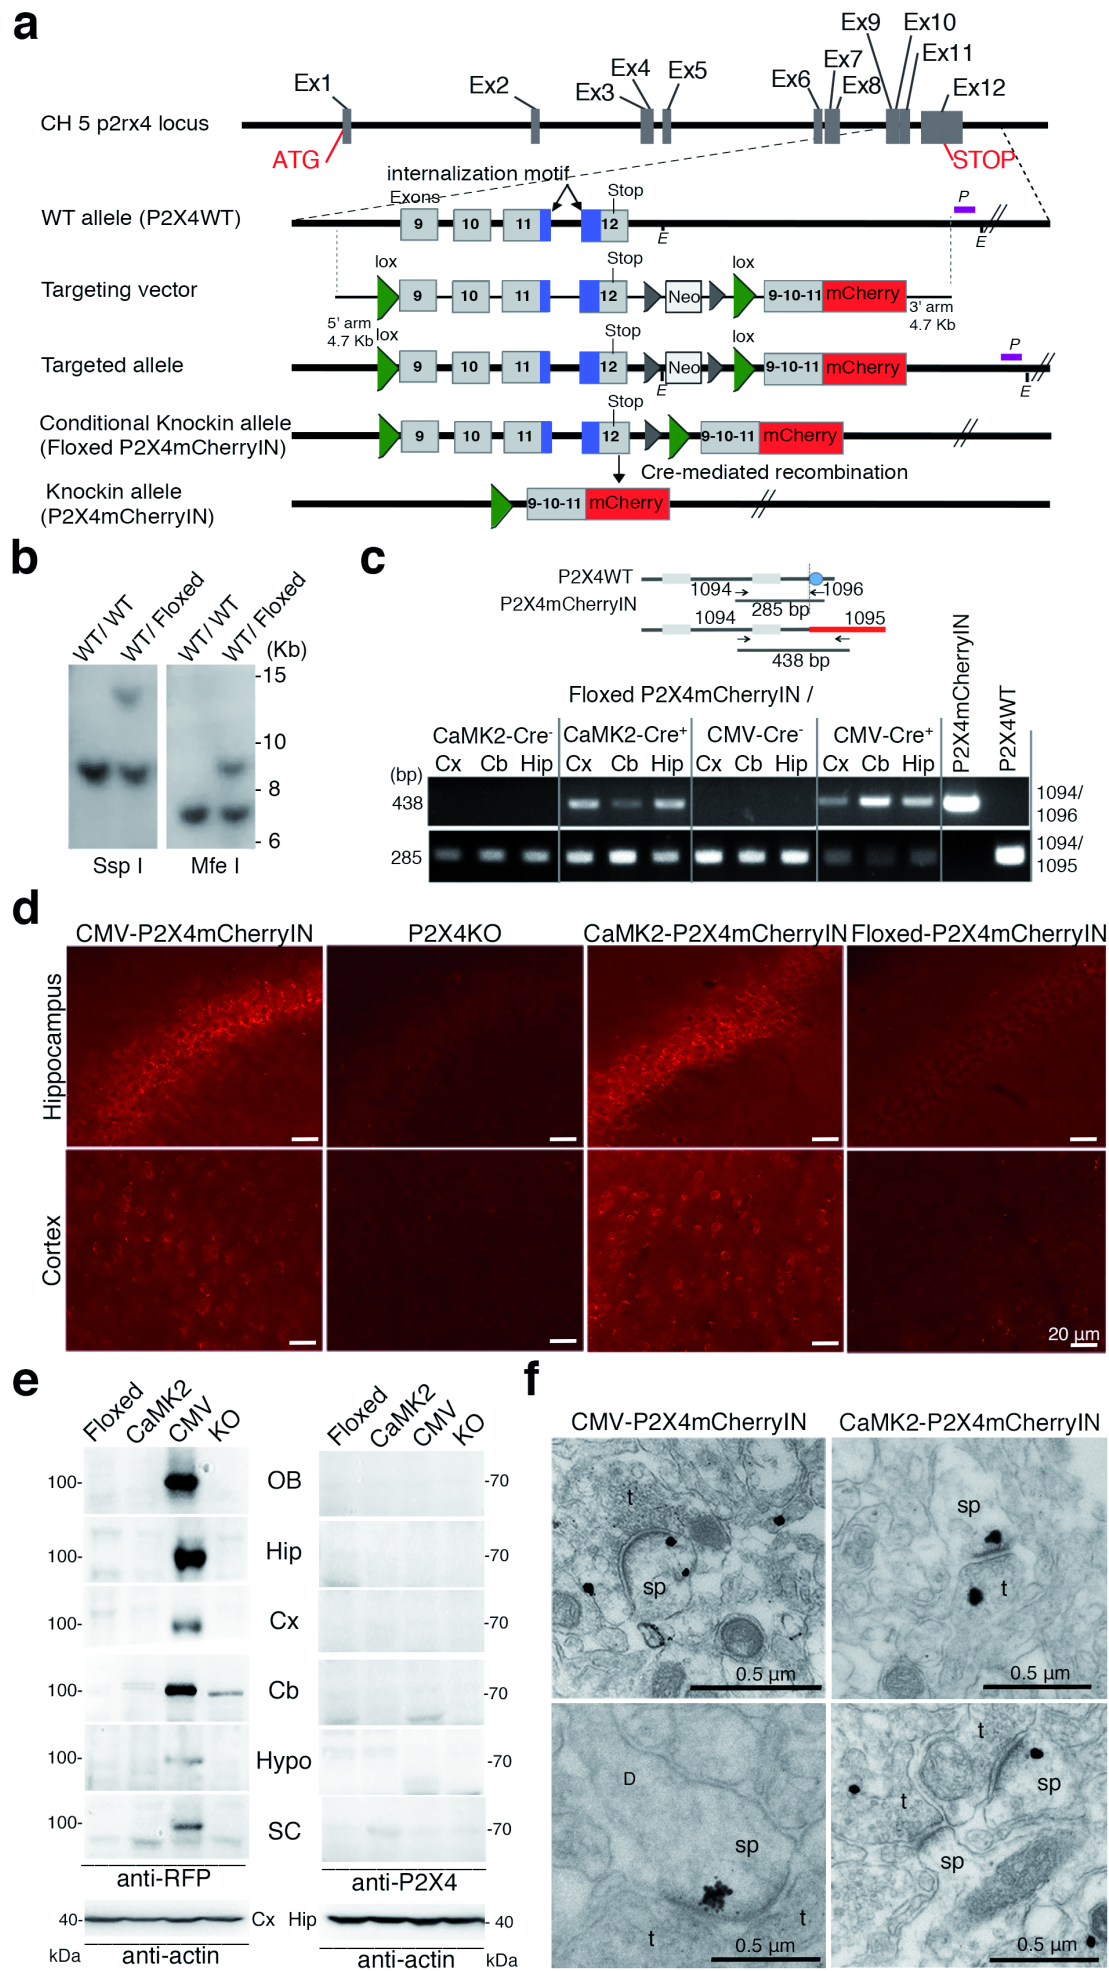 a
Ex1
Ex2
Ex3
Ex4
Ex5
Ex6
Ex7
Ex8
Ex9
Ex10
Ex11
Ex12
CH 5 p2rx4 locus
ATG
STOP
internalization motif
Exons
Stop
P
WT allele (P2X4WT)
9
10
11
12
E
E
lox
Stop
lox
Targeting vector
9
10
11
12
Neo
9-10-11
mCherry
5' arm
4.7 Kb
3' arm
4.7 Kb
lox
Stop
lox
P
Targeted allele
9
10
11
12
E
Neo
9-10-11
mCherry
E
Stop
Conditional Knockin allele
(Floxed P2X4mCherryIN)
9
10
11
12
9-10-11
mCherry
Cre-mediated recombination
Knockin allele
(P2X4mCherryIN)
9-10-11
mCherry
b
WT/ WT
WT/ Floxed
WT/ WT
WT/ Floxed
(Kb)
-15
-10
- 8
- 6
Ssp I
Mfe I
c
P2X4WT
1094
1096
P2X4mCherryIN
285 bp
1094
1095
438 bp
Floxed P2X4mCherryIN /
P2X4mCherryIN
P2X4WT
CaMK2-Cre-
CaMK2-Cre+
CMV-Cre-
CMV-Cre+
Cx Cb Hip Cx Cb Hip Cx Cb Hip Cx Cb Hip
(bp)
438
1094/
1096
285
1094/
1095
d
CMV-P2X4mCherryIN
P2X4KO
CaMK2-P2X4mCherryIN
Floxed-P2X4mCherryIN
Hippocampus
Cortex
20 µm
e
Floxed
CaMK2
CMV
KO
Floxed
CaMK2
CMV
KO
100-
OB
-70
100-
Hip
-70
100-
Cx
-70
100-
Cb
-70
100-
Hypo
-70
100-
SC
-70
anti-RFP
anti-P2X4
40-
Cx
Hip
- 40
kDa
anti-actin
anti-actin
kDa
f
CMV-P2X4mCherryIN
CaMK2-P2X4mCherryIN
t
sp
0.5 µm
sp
t
0.5 µm
D
sp
t
t
0.5 µm
t
sp
t
sp
0.5 µm